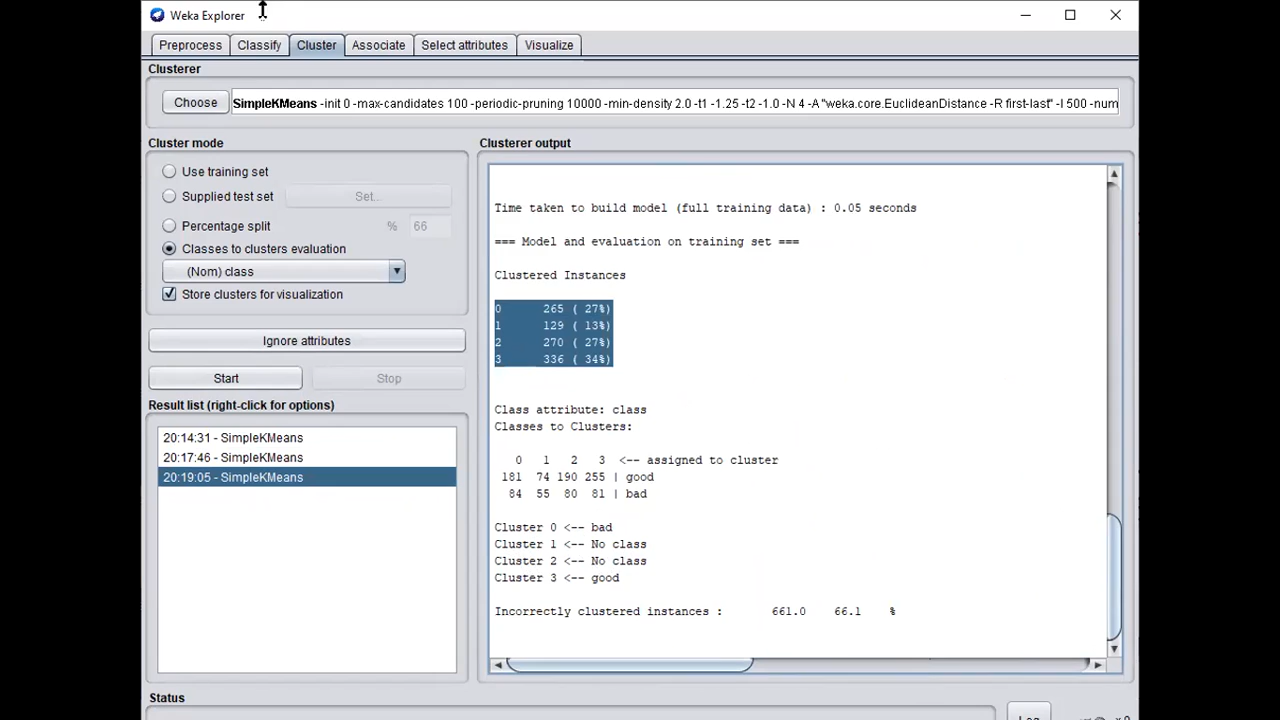 Weka Explorer
Preprocess Classify Cluster Associate Select attributes Visualize
Clusterer
Choose SimpleKMeans -init 0 -max-candidates 100 -periodic-pruning 10000 -min-density 2.0 -t1 -1.25 -t2 -1.0 -N 4 -A "weka.core.EuclideanDistance -R first-last" -I 500 -num
Cluster mode
Use training set
Supplied test set Set...
Percentage split % 66
Classes to clusters evaluation
(Nom) class
Store clusters for visualization
Ignore attributes
Start Stop
Result list (right-click for options)
20:14:31 - SimpleKMeans
20:17:46 - SimpleKMeans
20:19:05 - SimpleKMeans
Clusterer output
Time taken to build model (full training data) : 0.05 seconds
=== Model and evaluation on training set ===
Clustered Instances
0 265 ( 27%)
1 129 ( 13%)
2 270 ( 27%)
3 336 ( 34%)
Class attribute: class
Classes to Clusters:
0 1 2 3 <-- assigned to cluster
181 74 190 255 | good
84 55 80 81 | bad
Cluster 0 <-- bad
Cluster 1 <-- No class
Cluster 2 <-- No class
Cluster 3 <-- good
Incorrectly clustered instances : 661.0 66.1 %
Status